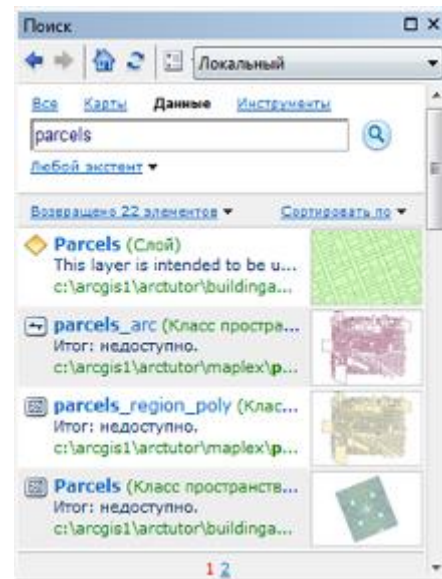 Поиск
Локальный
Все Карты Данные Инструменты
parcels
Любой экстент
Возвращено 22 элементов Сортировать по
Parcels (Слой)
This layer is intended to be u...
c:\arcgis1\arctutor\buildinga...
parcels_arc (Класс простра...
Итог: недоступно.
c:\arcgis1\arctutor\maplex\p...
parcels_region_poly (Клас...
Итог: недоступно.
c:\arcgis1\arctutor\maplex\p...
Parcels (Класс пространств...
Итог: недоступно.
c:\arcgis1\arctutor\buildinga...
1 2